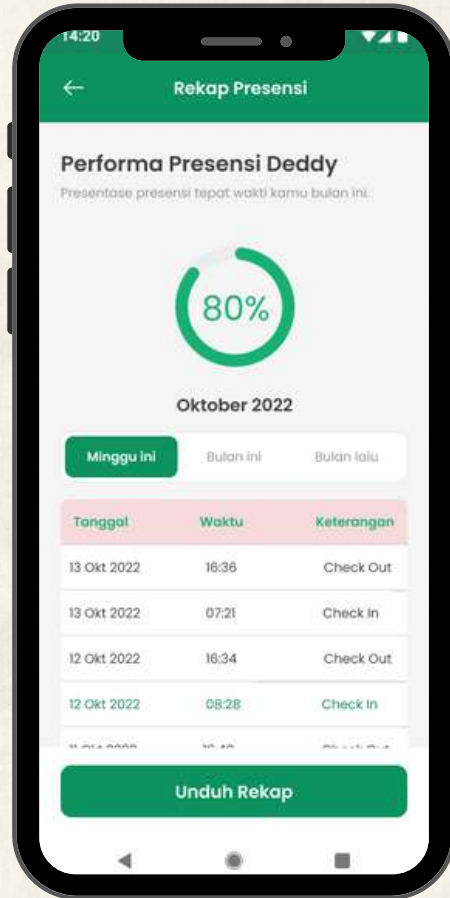 14:20
Rekap Presensi
Performa Presensi Deddy
Presentase presensi tepat wakti kamu bulan ini.
80%
Oktober 2022
Minggu ini Bulan ini Bulan lalu
Tanggal Waktu Keterangan
13 Okt 2022 16:36 Check Out
13 Okt 2022 07:21 Check In
12 Okt 2022 16:34 Check Out
12 Okt 2022 08:28 Check In
Unduh Rekap